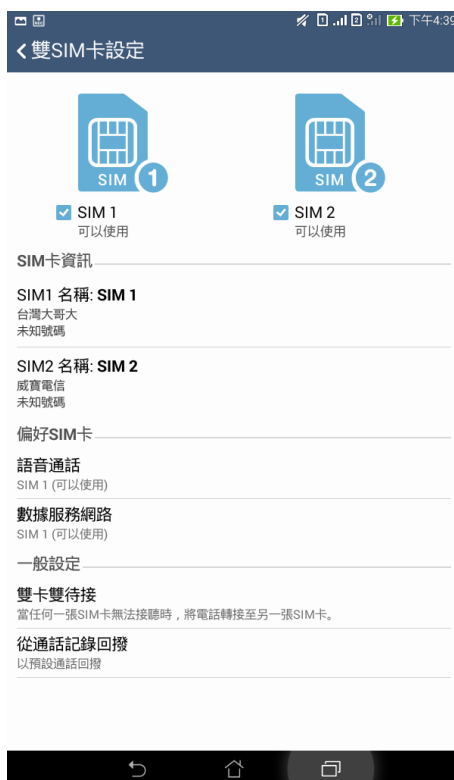 下午4:39
雙SIM卡設定
SIM 1
SIM 2
SIM 1
SIM 2
可以使用
可以使用
SIM卡資訊
SIM1 名稱: SIM 1
台灣大哥大
未知號碼
SIM2 名稱: SIM 2
威寶電信
未知號碼
偏好SIM卡
語音通話
SIM 1 (可以使用)
數據服務網路
SIM 1 (可以使用)
一般設定
雙卡雙待接
當任何一張SIM卡無法接聽時，將電話轉接至另一張SIM卡。
從通話記錄回撥
以預設通話回撥